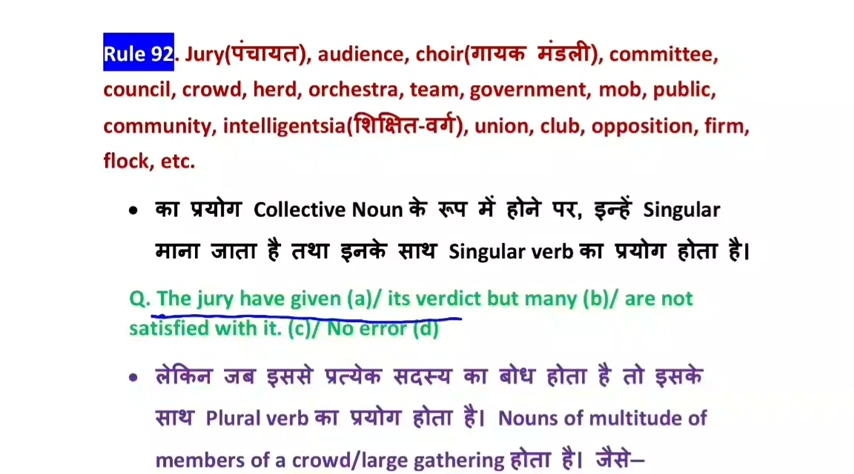 Rule 92. Jury(पंचायत), audience, choir(गायक मंडली), committee,
council, crowd, herd, orchestra, team, government, mob, public,
community, intelligentsia(शिक्षित-वर्ग), union, club, opposition, firm,
flock, etc.
• का प्रयोग Collective Noun के रूप में होने पर, इन्हें Singular
माना जाता है तथा इनके साथ Singular verb का प्रयोग होता है।
Q. The jury have given (a)/ its verdict but many (b)/ are not
satisfied with it. (c)/ No error (d)
• लेकिन जब इससे प्रत्येक सदस्य का बोध होता है तो इसके
साथ Plural verb का प्रयोग होता है। Nouns of multitude of
members of a crowd/large gathering होता है। जैसे–